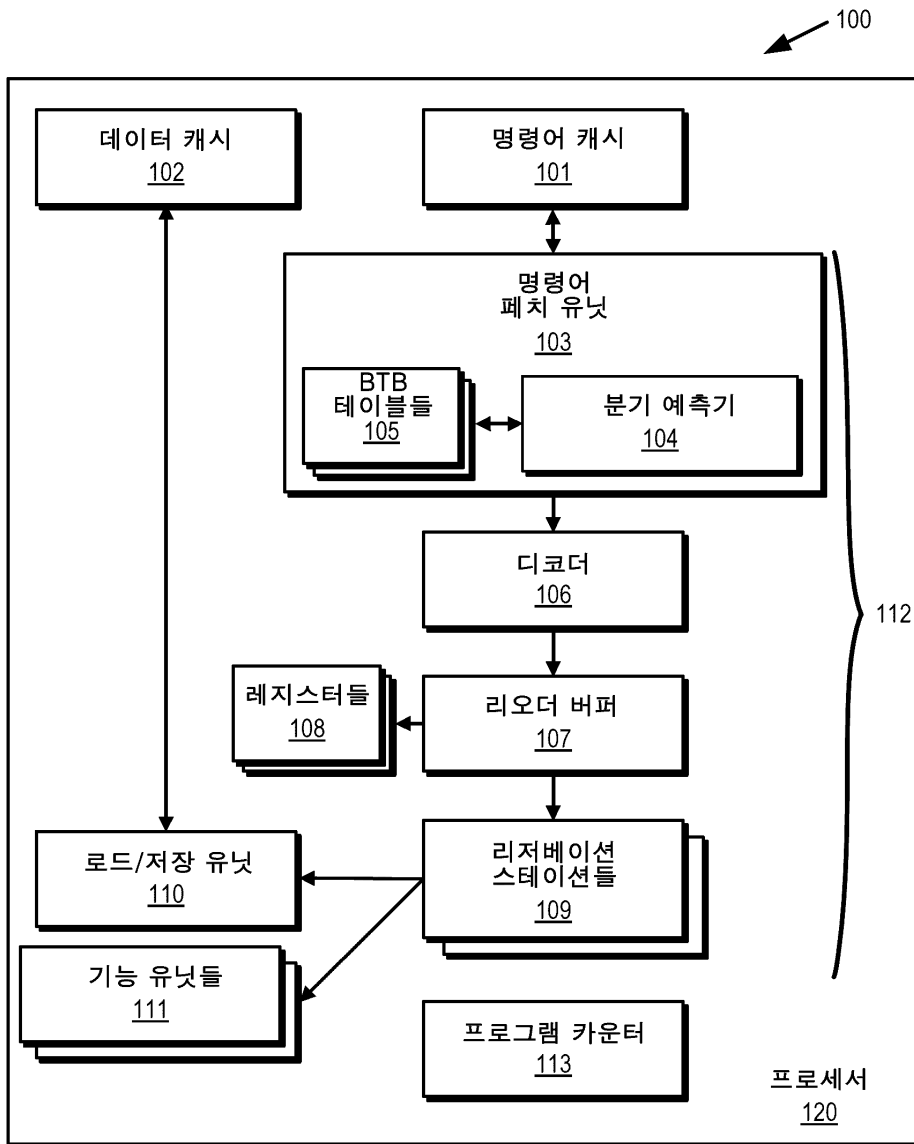 100
데이터 캐시
102
명령어 캐시
101
명령어
페치 유닛
103
BTB
테이블들
105
분기 예측기
104
디코더
106
112
레지스터들
108
리오더 버퍼
107
로드/저장 유닛
110
리저베이션
스테이션들
109
기능 유닛들
111
프로그램 카운터
113
프로세서
120